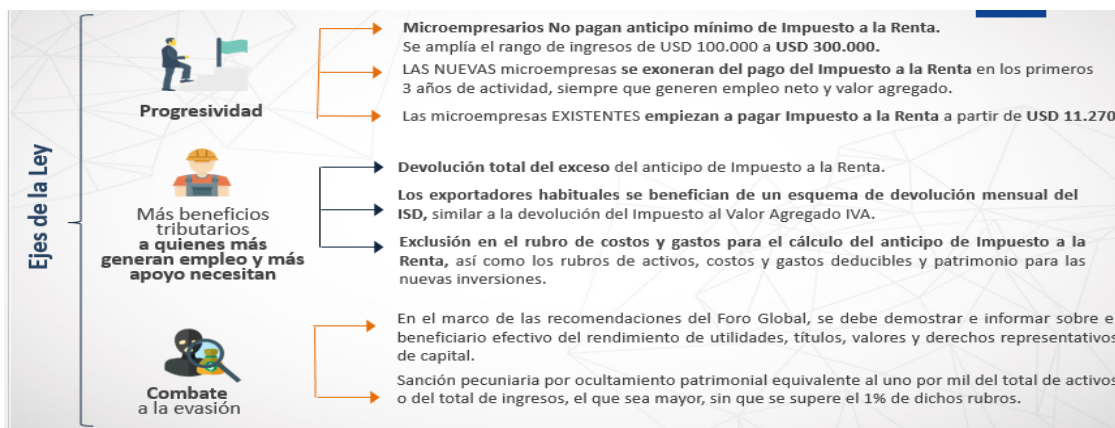 Ejes de la Ley
Progresividad
Microempresarios No pagan anticipo mínimo de Impuesto a la Renta.
Se amplía el rango de ingresos de USD 100.000 a USD 300.000.
LAS NUEVAS microempresas se exoneran del pago del Impuesto a la Renta en los primeros
3 años de actividad, siempre que generen empleo neto y valor agregado.
Las microempresas EXISTENTES empiezan a pagar Impuesto a la Renta a partir de USD 11.270
Más beneficios
tributarios
a quienes más
generan empleo y más
apoyo necesitan
Devolución total del exceso del anticipo de Impuesto a la Renta.
Los exportadores habituales se benefician de un esquema de devolución mensual del
ISD, similar a la devolución del Impuesto al Valor Agregado IVA.
Exclusión en el rubro de costos y gastos para el cálculo del anticipo de Impuesto a la
Renta, así como los rubros de activos, costos y gastos deducibles y patrimonio para las
nuevas inversiones.
Combate
a la evasión
En el marco de las recomendaciones del Foro Global, se debe demostrar e informar sobre e
beneficiario efectivo del rendimiento de utilidades, títulos, valores y derechos representativos
de capital.
Sanción pecuniaria por ocultamiento patrimonial equivalente al uno por mil del total de activos
o del total de ingresos, el que sea mayor, sin que se supere el 1% de dichos rubros.